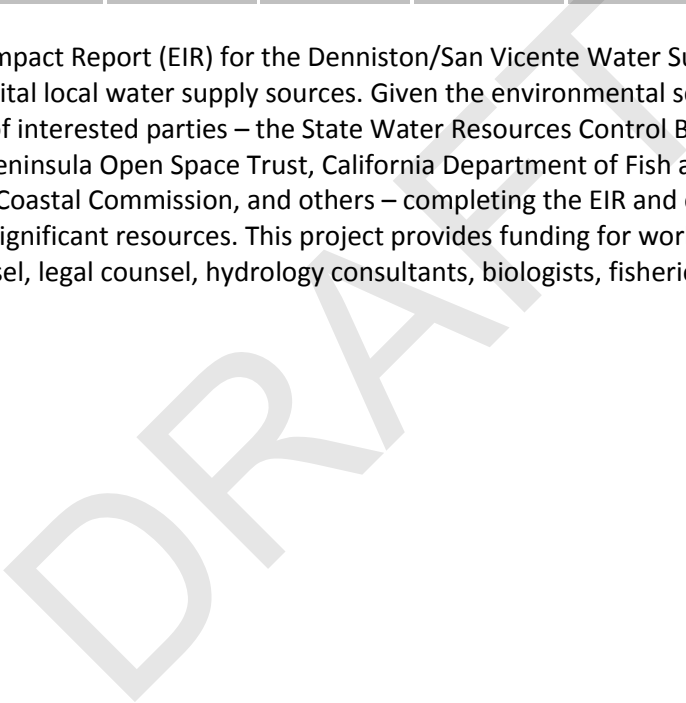 mpact Report (EIR) for the Denniston/San Vicente Water Su
ital local water supply sources. Given the environmental se
of interested parties – the State Water Resources Control B
eninsula Open Space Trust, California Department of Fish a
Coastal Commission, and others – completing the EIR and
ignificant resources. This project provides funding for wor
sel, legal counsel, hydrology consultants, biologists, fisherie
DRAFT